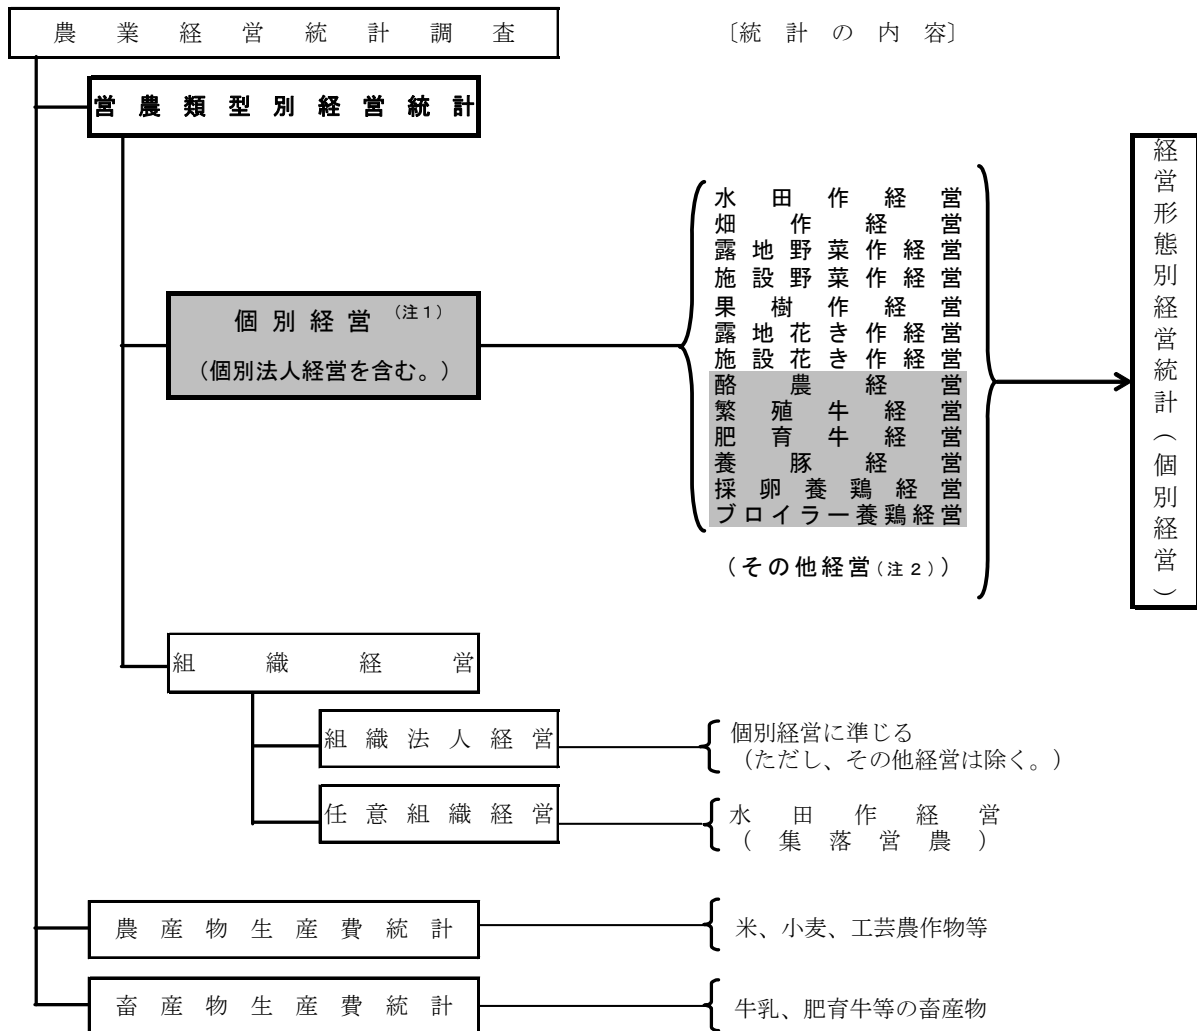 農業経営統計調査
〔統計の内容〕
営農類型別経営統計
個別経営（注１）
（個別法人経営を含む。）
水田作経営
畑作経営
露地野菜作経営
施設野菜作経営
果樹作経営
露地花き作経営
施設花き作経営
酪農経営
繁殖牛経営
肥育牛経営
養豚経営
採卵養鶏経営
ブロイラー養鶏経営
（その他経営（注２））
経営形態別経営統計（個別経営）
組織経営
組織法人経営
個別経営に準じる
（ただし、その他経営は除く。）
任意組織経営
水田作経営
（集落営農）
農産物生産費統計
米、小麦、工芸農作物等
畜産物生産費統計
牛乳、肥育牛等の畜産物